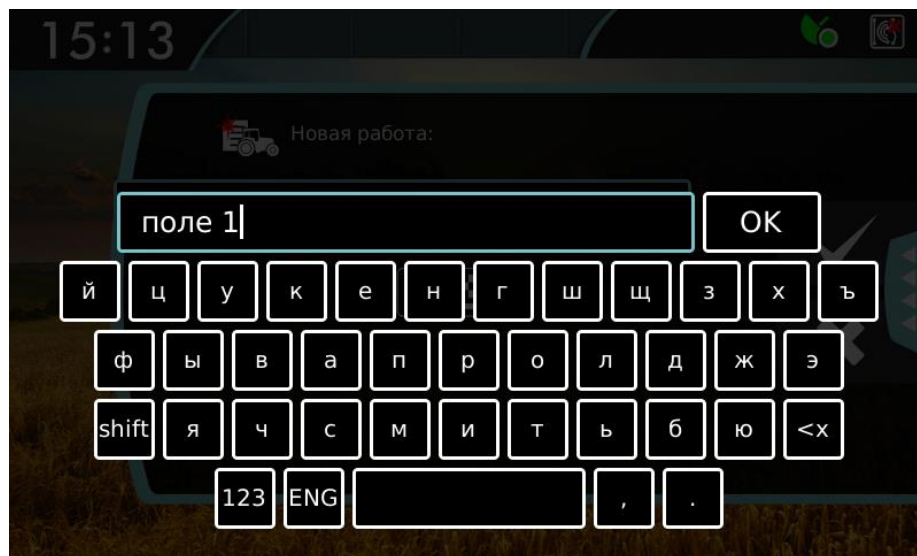 15:13
Новая работа:
поле 1 OK
й ц у к е н г ш щ з х ъ
ф ы в а п р о л д ж э
shift я ч с м и т ь б ю <x
123 ENG , .